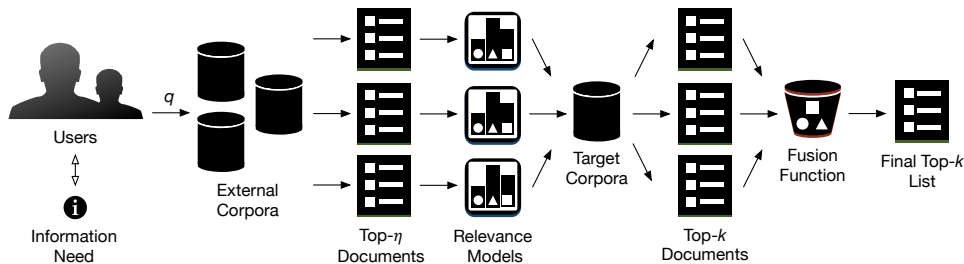 q
Users
Information
Need
External
Corpora
Top-η
Documents
Relevance
Models
Target
Corpora
Top-k
Documents
Fusion
Function
Final Top-k
List